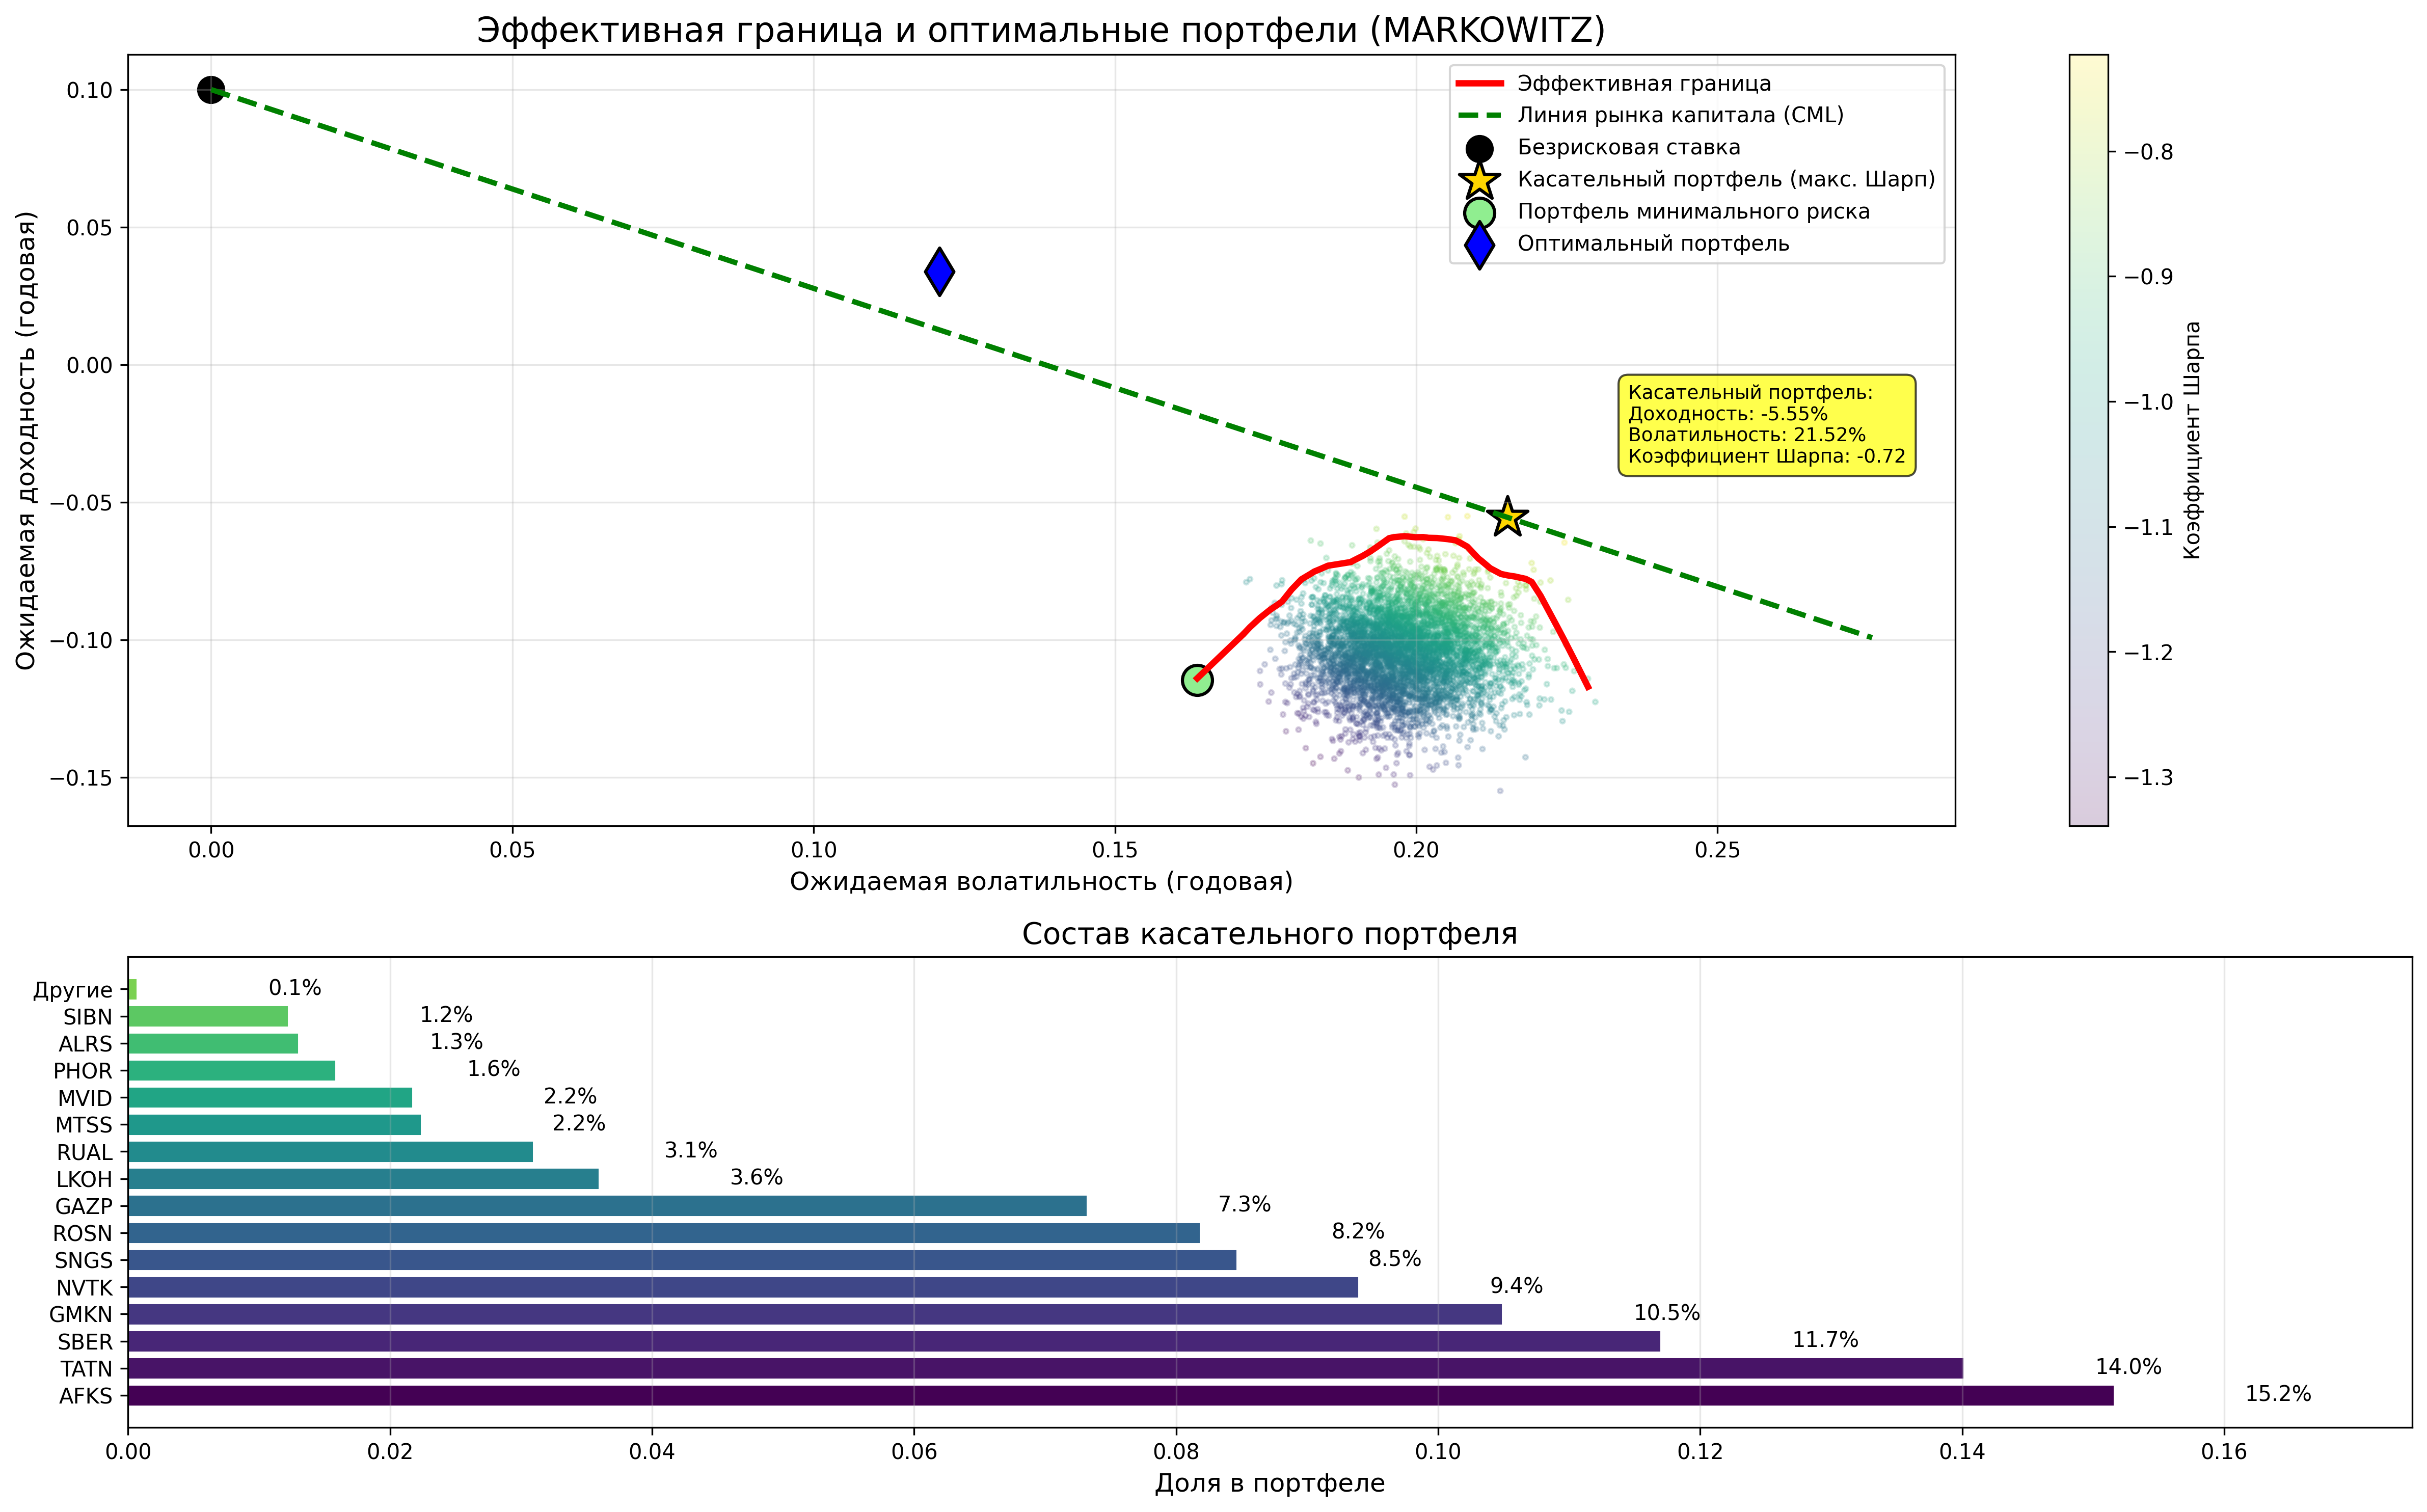 Эффективная граница и оптимальные портфели (MARKOWITZ)
Ожидаемая доходность (годовая)
0.10
0.05
0.00
−0.05
−0.10
−0.15
Эффективная граница
Линия рынка капитала (CML)
Безрисковая ставка
Касательный портфель (макс. Шарп)
Портфель минимального риска
Оптимальный портфель
Касательный портфель:
Доходность: -5.55%
Волатильность: 21.52%
Коэффициент Шарпа: -0.72
0.00 0.05 0.10 0.15 0.20 0.25
Ожидаемая волатильность (годовая)
−0.8
−0.9
−1.0
−1.1
−1.2
−1.3
Коэффициент Шарпа
Состав касательного портфеля
Другие 0.1%
SIBN 1.2%
ALRS 1.3%
PHOR 1.6%
MVID 2.2%
MTSS 2.2%
RUAL 3.1%
LKOH 3.6%
GAZP 7.3%
ROSN 8.2%
SNGS 8.5%
NVTK 9.4%
GMKN 10.5%
SBER 11.7%
TATN 14.0%
AFKS 15.2%
0.00 0.02 0.04 0.06 0.08 0.10 0.12 0.14 0.16
Доля в портфеле